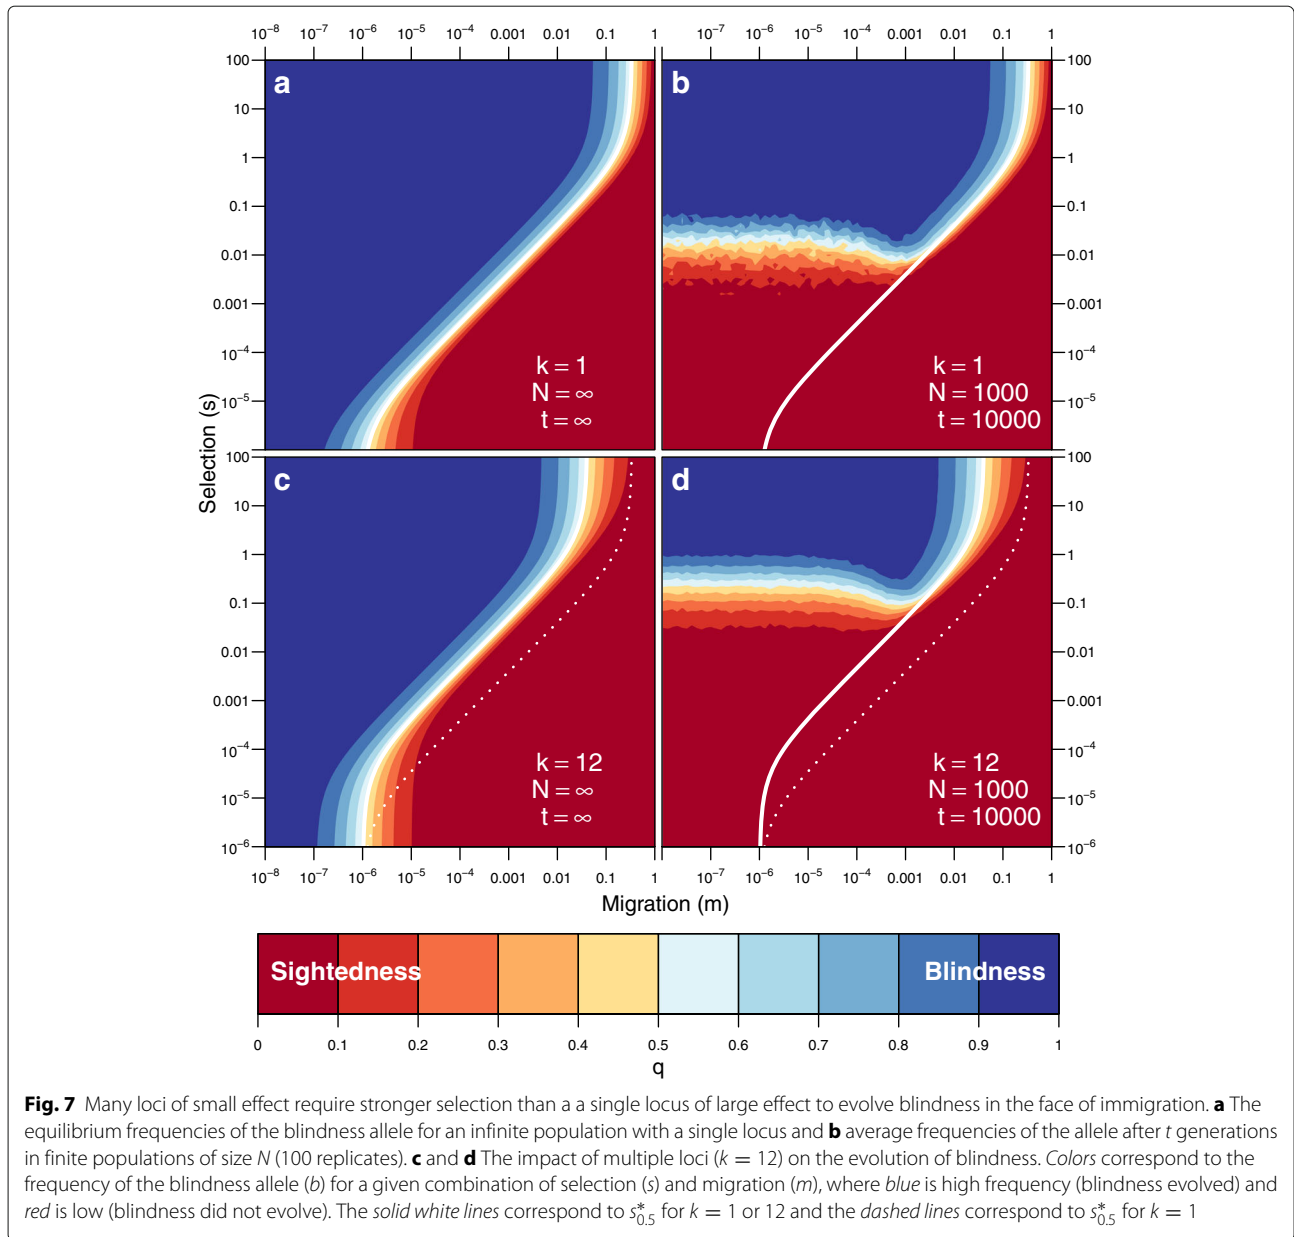 10⁻⁸ 10⁻⁷ 10⁻⁶ 10⁻⁵ 10⁻⁴ 0.001 0.01 0.1 1
10⁻⁷ 10⁻⁶ 10⁻⁵ 10⁻⁴ 0.001 0.01 0.1 1
100
10
1
0.1
0.01
0.001
10⁻⁴
10⁻⁵
a
k = 1
N = ∞
t = ∞
b
k = 1
N = 1000
t = 10000
100
10
1
0.1
0.01
0.001
10⁻⁴
10⁻⁵
Selection (s)
100
10
1
0.1
0.01
0.001
10⁻⁴
10⁻⁵
10⁻⁶
c
k = 12
N = ∞
t = ∞
d
k = 12
N = 1000
t = 10000
100
10
1
0.1
0.01
0.001
10⁻⁴
10⁻⁵
10⁻⁶
10⁻⁸ 10⁻⁷ 10⁻⁶ 10⁻⁵ 10⁻⁴ 0.001 0.01 0.1 1
10⁻⁷ 10⁻⁶ 10⁻⁵ 10⁻⁴ 0.001 0.01 0.1 1
Migration (m)
Sightedness Blindness
0 0.1 0.2 0.3 0.4 0.5 0.6 0.7 0.8 0.9 1
q
Fig. 7 Many loci of small effect require stronger selection than a a single locus of large effect to evolve blindness in the face of immigration. a The
equilibrium frequencies of the blindness allele for an infinite population with a single locus and b average frequencies of the allele after t generations
in finite populations of size N (100 replicates). c and d The impact of multiple loci (k = 12) on the evolution of blindness. Colors correspond to the
frequency of the blindness allele (b) for a given combination of selection (s) and migration (m), where blue is high frequency (blindness evolved) and
red is low (blindness did not evolve). The solid white lines correspond to s*0.5 for k = 1 or 12 and the dashed lines correspond to s*0.5 for k = 1